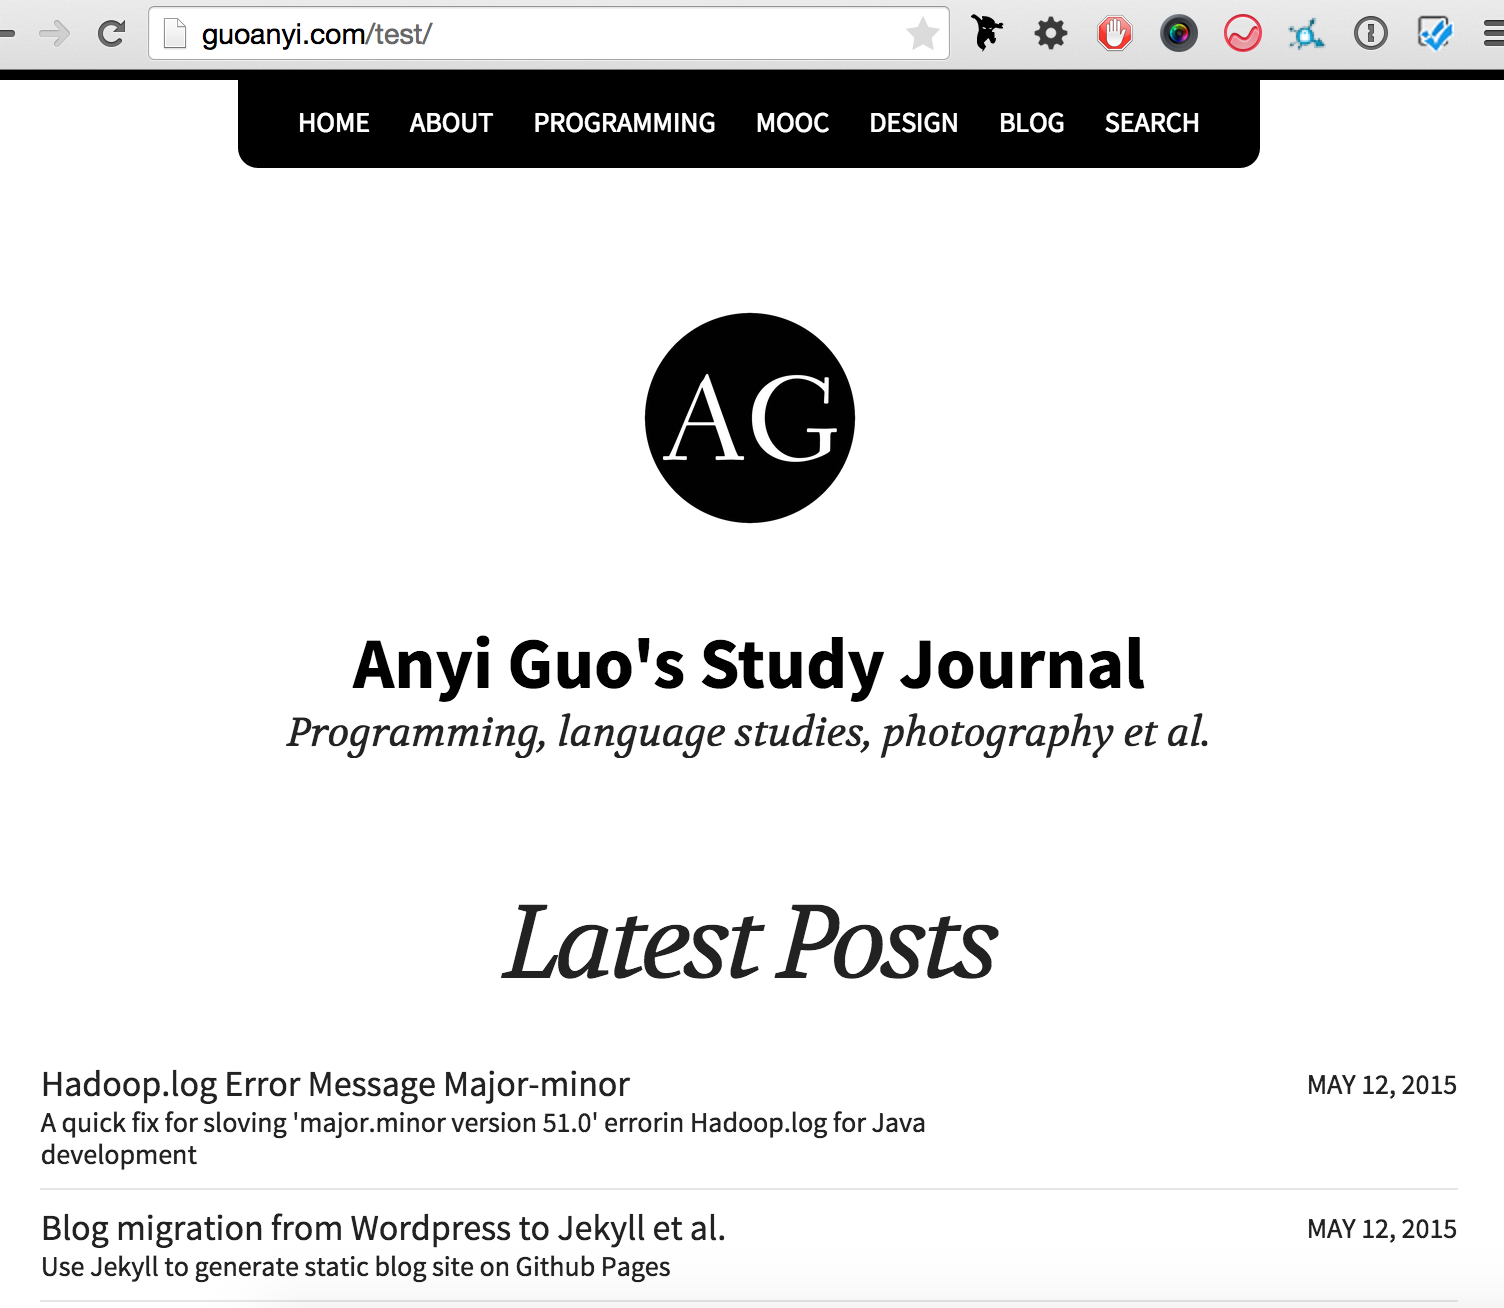 guoanyi.com/test/
HOME ABOUT PROGRAMMING MOOC DESIGN BLOG SEARCH
AG
Anyi Guo's Study Journal
Programming, language studies, photography et al.
Latest Posts
Hadoop.log Error Message Major-minor MAY 12, 2015
A quick fix for sloving 'major.minor version 51.0' errorin Hadoop.log for Java
development
Blog migration from Wordpress to Jekyll et al. MAY 12, 2015
Use Jekyll to generate static blog site on Github Pages